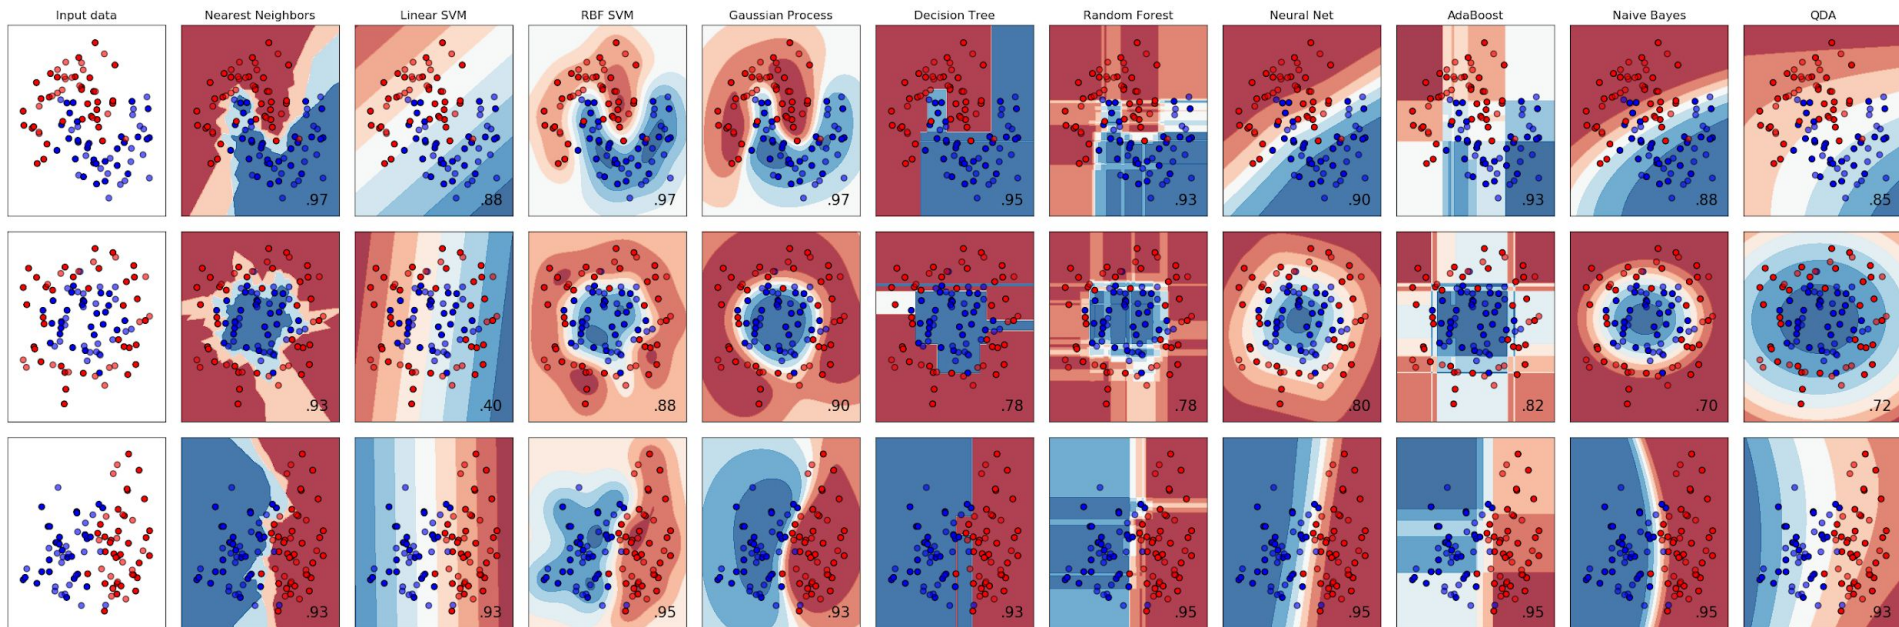 Input data Nearest Neighbors Linear SVM RBF SVM Gaussian Process Decision Tree Random Forest Neural Net AdaBoost Naive Bayes QDA
.97 .88 .97 .97 .95 .93 .90 .93 .88 .85
.93 .40 .88 .90 .78 .78 .80 .82 .70 .72
.93 .93 .95 .93 .93 .95 .95 .95 .95 .93